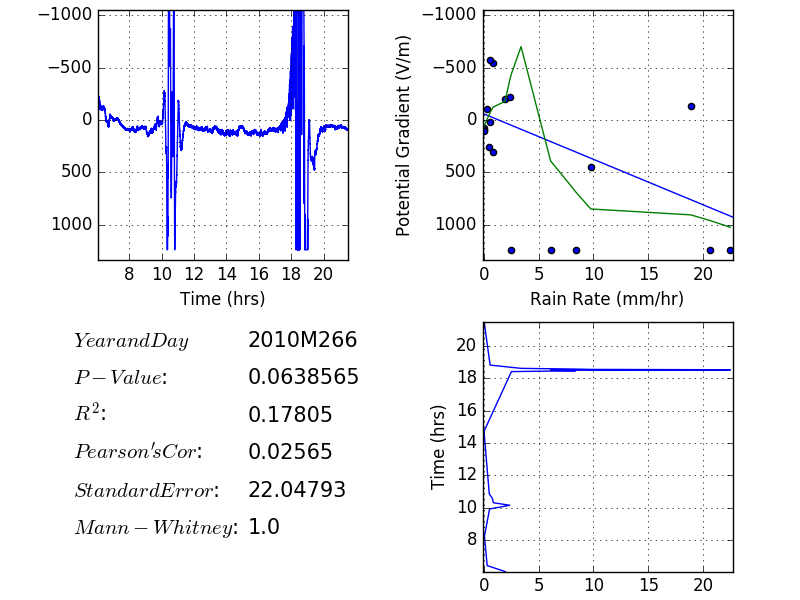 −1000
−500
0
500
1000
8 10 12 14 16 18 20
Time (hrs)
Potential Gradient (V/m)
−1000
−500
0
500
1000
0 5 10 15 20
Rain Rate (mm/hr)
YearandDay 2010M266
P−Value: 0.0638565
R²: 0.17805
Pearson'sCor: 0.02565
StandardError: 22.04793
Mann−Whitney: 1.0
Time (hrs)
20
18
16
14
12
10
8
0 5 10 15 20